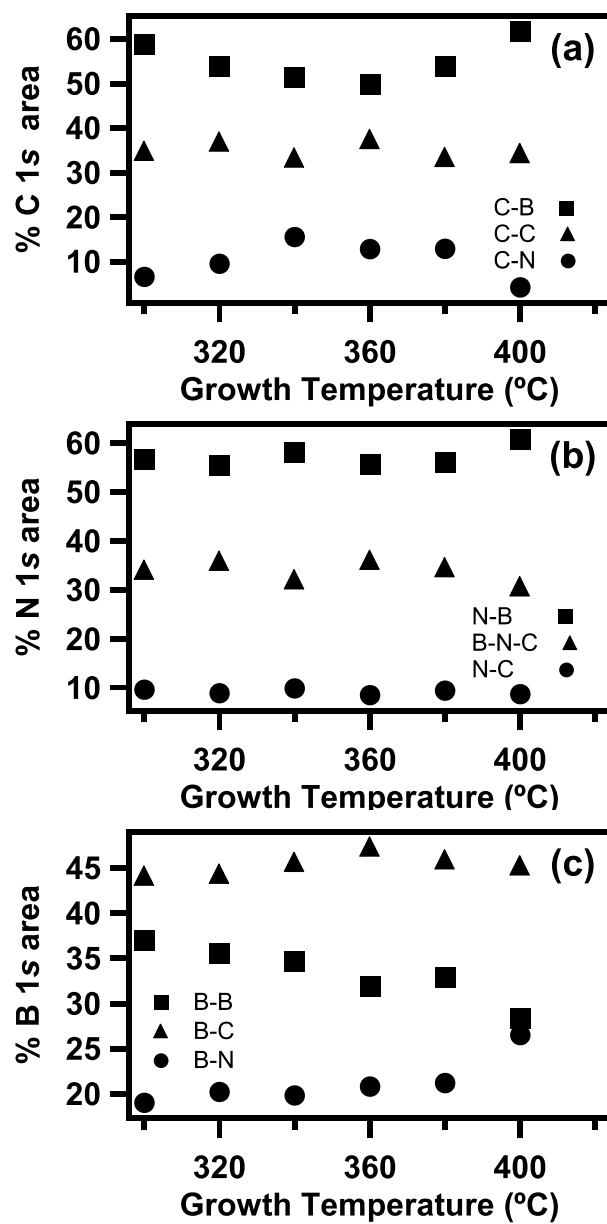 (a)
60
50
40
30
20
10
% C 1s area
C-B
C-C
C-N
320 360 400
Growth Temperature (ºC)
(b)
60
50
40
30
20
10
% N 1s area
N-B
B-N-C
N-C
320 360 400
Growth Temperature (ºC)
(c)
45
40
35
30
25
20
% B 1s area
B-B
B-C
B-N
320 360 400
Growth Temperature (ºC)